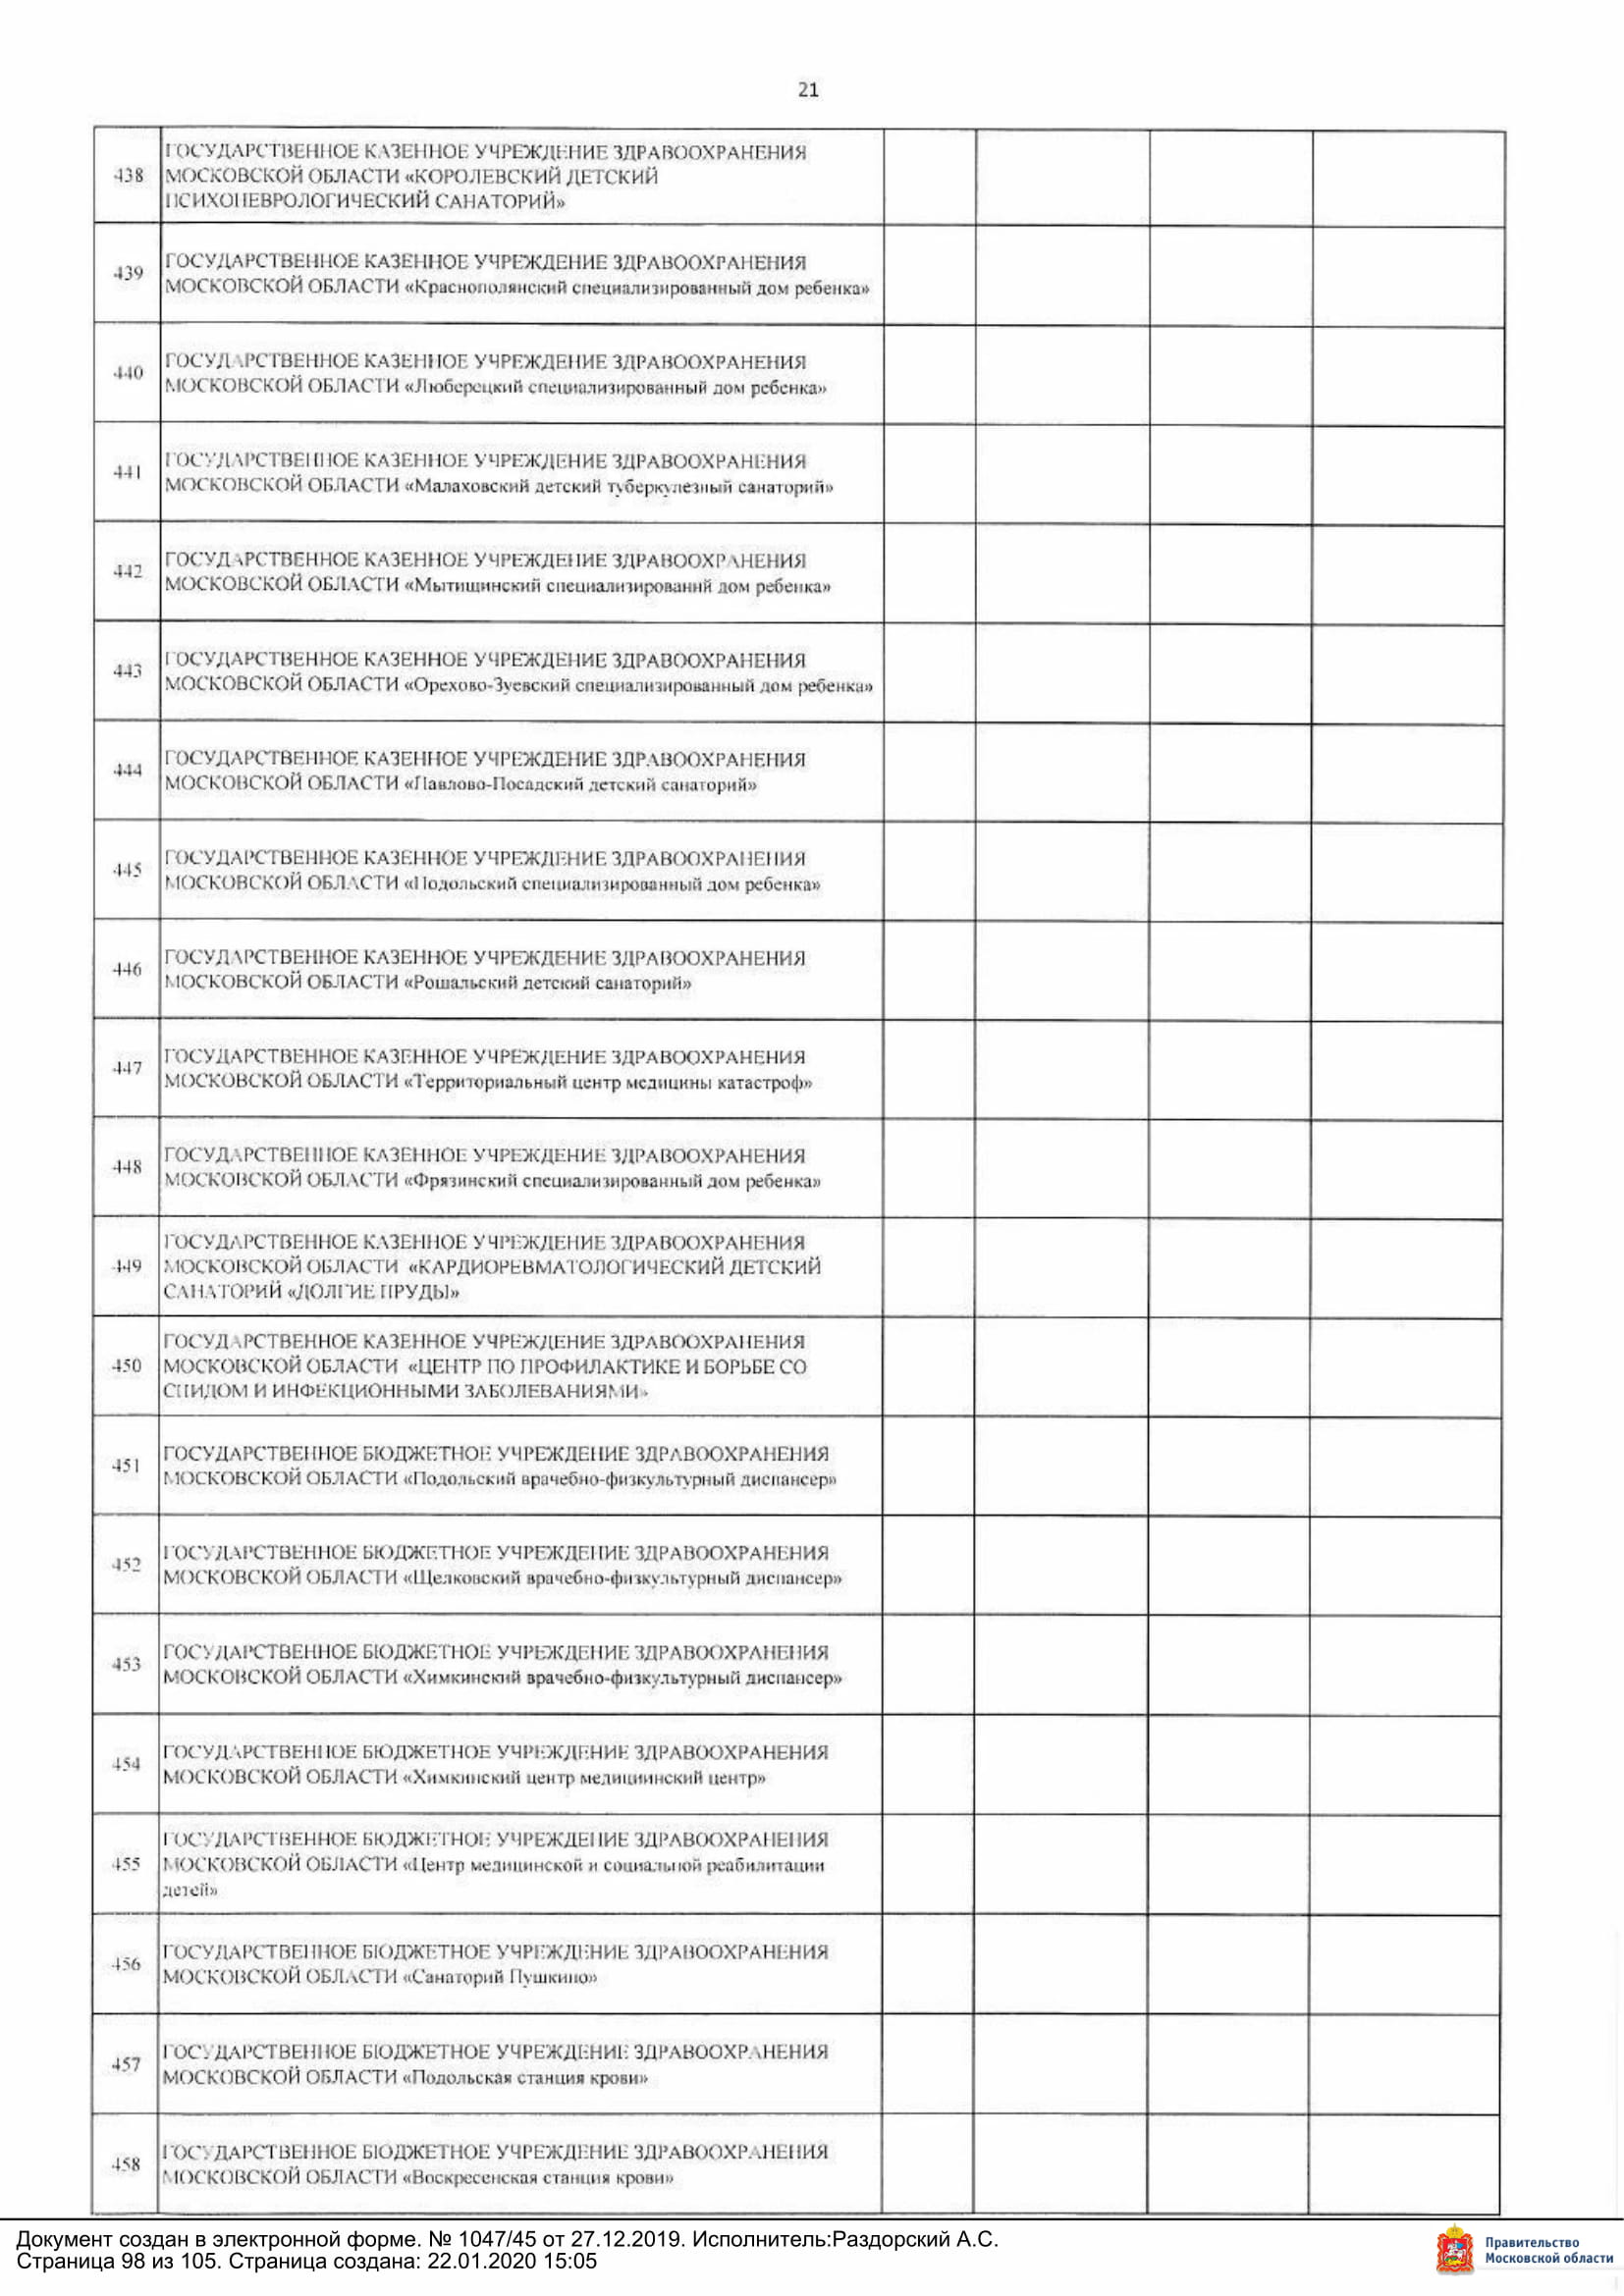 21
438
ГОСУДАРСТВЕННОЕ КАЗЕННОЕ УЧРЕЖДЕНИЕ ЗДРАВООХРАНЕНИЯ
МОСКОВСКОЙ ОБЛАСТИ «КОРОЛЕВСКИЙ ДЕТСКИЙ
ПСИХОНЕВРОЛОГИЧЕСКИЙ САНАТОРИЙ»
439
ГОСУДАРСТВЕННОЕ КАЗЕННОЕ УЧРЕЖДЕНИЕ ЗДРАВООХРАНЕНИЯ
МОСКОВСКОЙ ОБЛАСТИ «Краснополянский специализированный дом ребенка»
440
ГОСУДАРСТВЕННОЕ КАЗЕННОЕ УЧРЕЖДЕНИЕ ЗДРАВООХРАНЕНИЯ
МОСКОВСКОЙ ОБЛАСТИ «Люберецкий специализированный дом ребенка»
441
ГОСУДАРСТВЕННОЕ КАЗЕННОЕ УЧРЕЖДЕНИЕ ЗДРАВООХРАНЕНИЯ
МОСКОВСКОЙ ОБЛАСТИ «Малаховский детский туберкулезный санаторий»
442
ГОСУДАРСТВЕННОЕ КАЗЕННОЕ УЧРЕЖДЕНИЕ ЗДРАВООХРАНЕНИЯ
МОСКОВСКОЙ ОБЛАСТИ «Мытищинский специализированнй дом ребенка»
443
ГОСУДАРСТВЕННОЕ КАЗЕННОЕ УЧРЕЖДЕНИЕ ЗДРАВООХРАНЕНИЯ
МОСКОВСКОЙ ОБЛАСТИ «Орехово-Зуевский специализированный дом ребенка»
444
ГОСУДАРСТВЕННОЕ КАЗЕННОЕ УЧРЕЖДЕНИЕ ЗДРАВООХРАНЕНИЯ
МОСКОВСКОЙ ОБЛАСТИ «Павлово-Посадский детский санаторий»
445
ГОСУДАРСТВЕННОЕ КАЗЕННОЕ УЧРЕЖДЕНИЕ ЗДРАВООХРАНЕНИЯ
МОСКОВСКОЙ ОБЛАСТИ «Подольский специализированный дом ребенка»
446
ГОСУДАРСТВЕННОЕ КАЗЕННОЕ УЧРЕЖДЕНИЕ ЗДРАВООХРАНЕНИЯ
МОСКОВСКОЙ ОБЛАСТИ «Рошальский детский санаторий»
447
ГОСУДАРСТВЕННОЕ КАЗЕННОЕ УЧРЕЖДЕНИЕ ЗДРАВООХРАНЕНИЯ
МОСКОВСКОЙ ОБЛАСТИ «Территориальный центр медицины катастроф»
448
ГОСУДАРСТВЕННОЕ КАЗЕННОЕ УЧРЕЖДЕНИЕ ЗДРАВООХРАНЕНИЯ
МОСКОВСКОЙ ОБЛАСТИ «Фрязинский специализированный дом ребенка»
449
ГОСУДАРСТВЕННОЕ КАЗЕННОЕ УЧРЕЖДЕНИЕ ЗДРАВООХРАНЕНИЯ
МОСКОВСКОЙ ОБЛАСТИ «КАРДИОРЕВМАТОЛОГИЧЕСКИЙ ДЕТСКИЙ
САНАТОРИЙ «ДОЛГИЕ ПРУДЫ»
450
ГОСУДАРСТВЕННОЕ КАЗЕННОЕ УЧРЕЖДЕНИЕ ЗДРАВООХРАНЕНИЯ
МОСКОВСКОЙ ОБЛАСТИ «ЦЕНТР ПО ПРОФИЛАКТИКЕ И БОРЬБЕ СО
СПИДОМ И ИНФЕКЦИОННЫМИ ЗАБОЛЕВАНИЯМИ»
451
ГОСУДАРСТВЕННОЕ БЮДЖЕТНОЕ УЧРЕЖДЕНИЕ ЗДРАВООХРАНЕНИЯ
МОСКОВСКОЙ ОБЛАСТИ «Подольский врачебно-физкультурный диспансер»
452
ГОСУДАРСТВЕННОЕ БЮДЖЕТНОЕ УЧРЕЖДЕНИЕ ЗДРАВООХРАНЕНИЯ
МОСКОВСКОЙ ОБЛАСТИ «Щелковский врачебно-физкультурный диспансер»
453
ГОСУДАРСТВЕННОЕ БЮДЖЕТНОЕ УЧРЕЖДЕНИЕ ЗДРАВООХРАНЕНИЯ
МОСКОВСКОЙ ОБЛАСТИ «Химкинский врачебно-физкультурный диспансер»
454
ГОСУДАРСТВЕННОЕ БЮДЖЕТНОЕ УЧРЕЖДЕНИЕ ЗДРАВООХРАНЕНИЯ
МОСКОВСКОЙ ОБЛАСТИ «Химкинский центр медициинский центр»
455
ГОСУДАРСТВЕННОЕ БЮДЖЕТНОЕ УЧРЕЖДЕНИЕ ЗДРАВООХРАНЕНИЯ
МОСКОВСКОЙ ОБЛАСТИ «Центр медицинской и социальной реабилитации
детей»
456
ГОСУДАРСТВЕННОЕ БЮДЖЕТНОЕ УЧРЕЖДЕНИЕ ЗДРАВООХРАНЕНИЯ
МОСКОВСКОЙ ОБЛАСТИ «Санаторий Пушкино»
457
ГОСУДАРСТВЕННОЕ БЮДЖЕТНОЕ УЧРЕЖДЕНИЕ ЗДРАВООХРАНЕНИЯ
МОСКОВСКОЙ ОБЛАСТИ «Подольская станция крови»
458
ГОСУДАРСТВЕННОЕ БЮДЖЕТНОЕ УЧРЕЖДЕНИЕ ЗДРАВООХРАНЕНИЯ
МОСКОВСКОЙ ОБЛАСТИ «Воскресенская станция крови»
Документ создан в электронной форме. № 1047/45 от 27.12.2019. Исполнитель:Раздорский А.С.
Страница 98 из 105. Страница создана: 22.01.2020 15:05
Правительство
Московской области